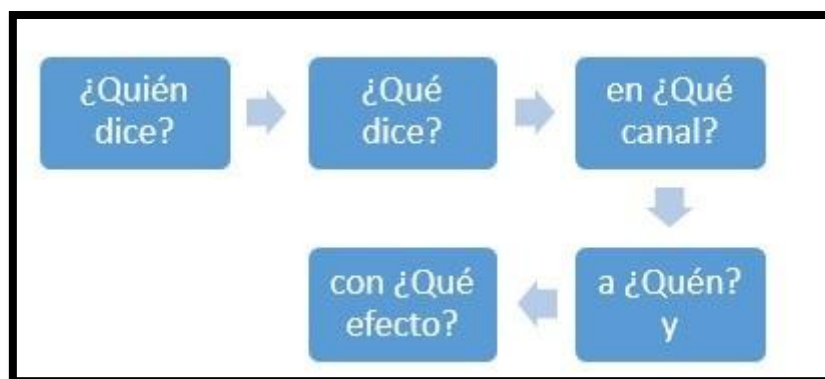 ¿Quién
dice?
¿Qué
dice?
en ¿Qué
canal?
a ¿Quén?
y
con ¿Qué
efecto?